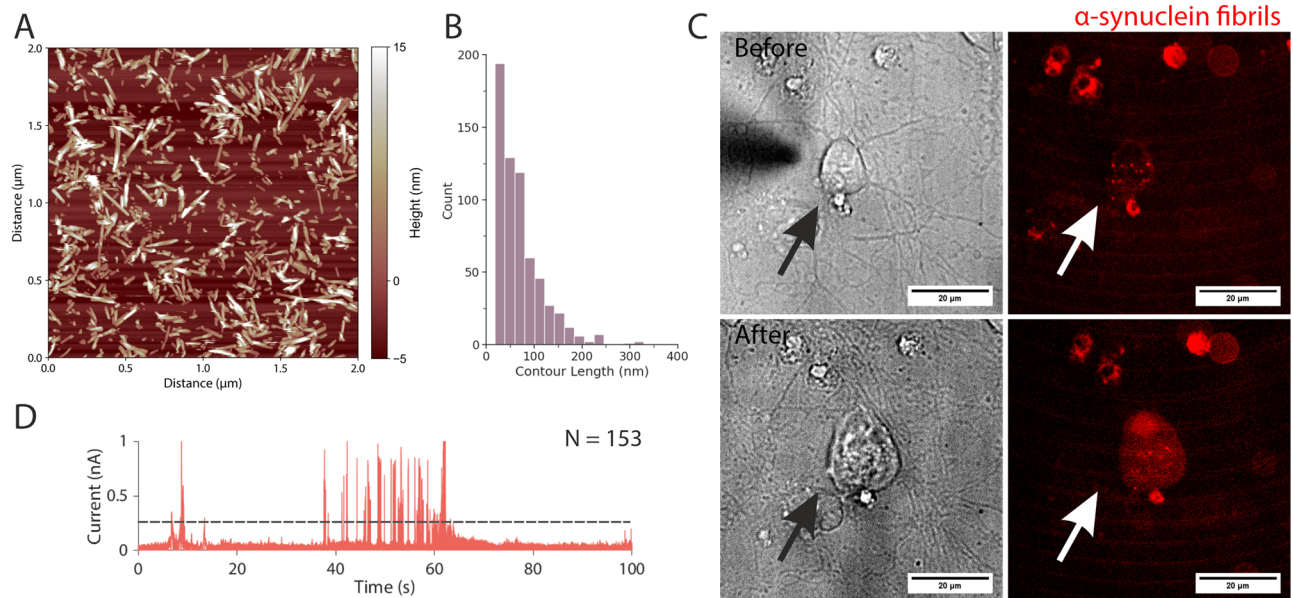 A
2.0
1.5
1.0
0.5
0.0
0.0
0.5
1.0
1.5
2.0
Distance (µm)
Distance (µm)
15
0
−5
Height (nm)
B
200
150
100
50
0
0
100
200
300
400
Count
Contour Length (nm)
C
α-synuclein fibrils
Before
20 µm
20 µm
After
20 µm
20 µm
D
N = 153
1
0.5
0
Current (nA)
0
20
40
60
80
100
Time (s)